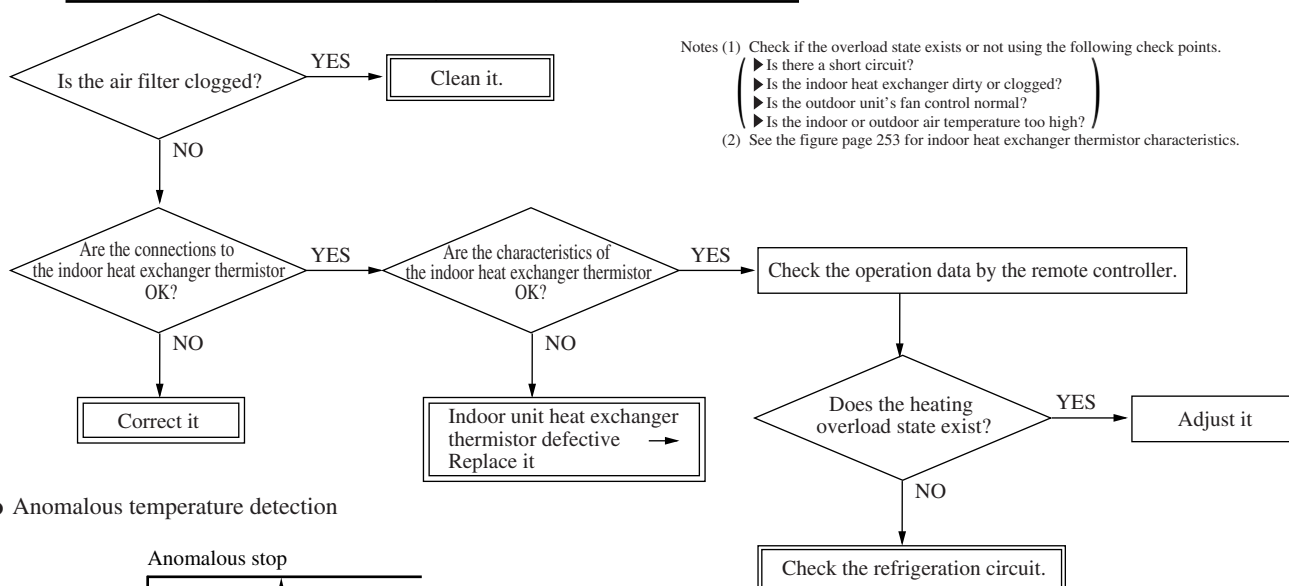 Is the air filter clogged?
YES
Clean it.
NO
Notes (1) Check if the overload state exists or not using the following check points.
▶ Is there a short circuit?
▶ Is the indoor heat exchanger dirty or clogged?
▶ Is the outdoor unit's fan control normal?
▶ Is the indoor or outdoor air temperature too high?
(2) See the figure page 253 for indoor heat exchanger thermistor characteristics.
Are the connections to
the indoor heat exchanger thermistor
OK?
YES
NO
Correct it
Are the characteristics of
the indoor heat exchanger thermistor
OK?
YES
NO
Indoor unit heat exchanger
thermistor defective →
Replace it
Check the operation data by the remote controller.
Does the heating
overload state exist?
YES
Adjust it
NO
Check the refrigeration circuit.
Anomalous temperature detection
Anomalous stop